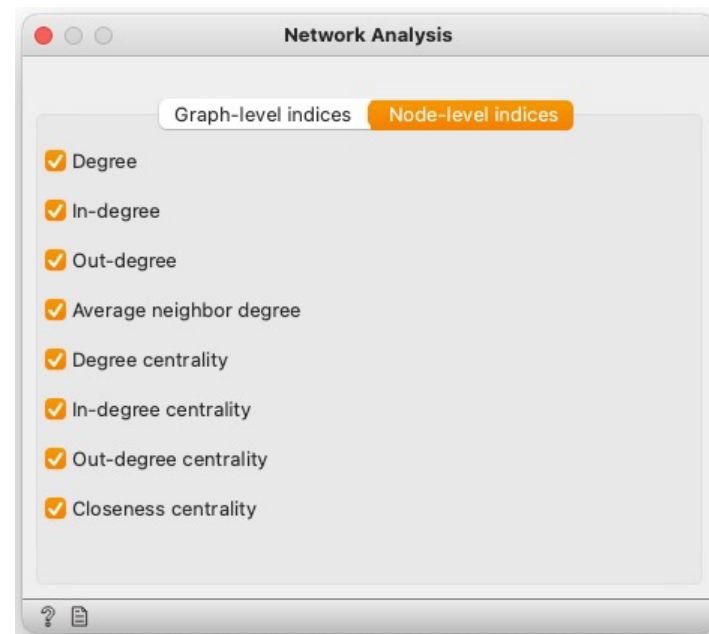 Network Analysis
Graph-level indices Node-level indices
Degree
In-degree
Out-degree
Average neighbor degree
Degree centrality
In-degree centrality
Out-degree centrality
Closeness centrality
?